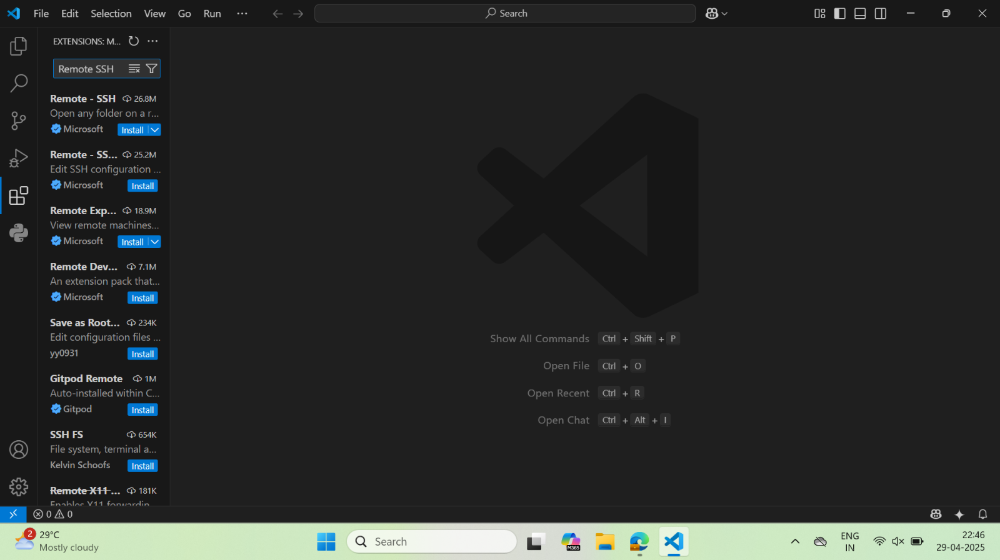 File Edit Selection View Go Run ···
Search
EXTENSIONS: M...
Remote SSH
Remote - SSH 26.8M
Open any folder on a r...
Microsoft Install
Remote - SS... 25.2M
Edit SSH configuration ...
Microsoft Install
Remote Exp... 18.9M
View remote machines...
Microsoft Install
Remote Dev... 7.1M
An extension pack that...
Microsoft Install
Save as Root... 234K
Edit configuration files ...
yy0931 Install
Gitpod Remote 1M
Auto-installed within C...
Gitpod Install
SSH FS 654K
File system, terminal a...
Kelvin Schoofs Install
Remote X11 ... 181K
Enables X11 forwardin
Show All Commands Ctrl + Shift + P
Open File Ctrl + O
Open Recent Ctrl + R
Open Chat Ctrl + Alt + I
0 0
2
29°C
Mostly cloudy
Search
M365
ENG
IN
22:46
29-04-2025